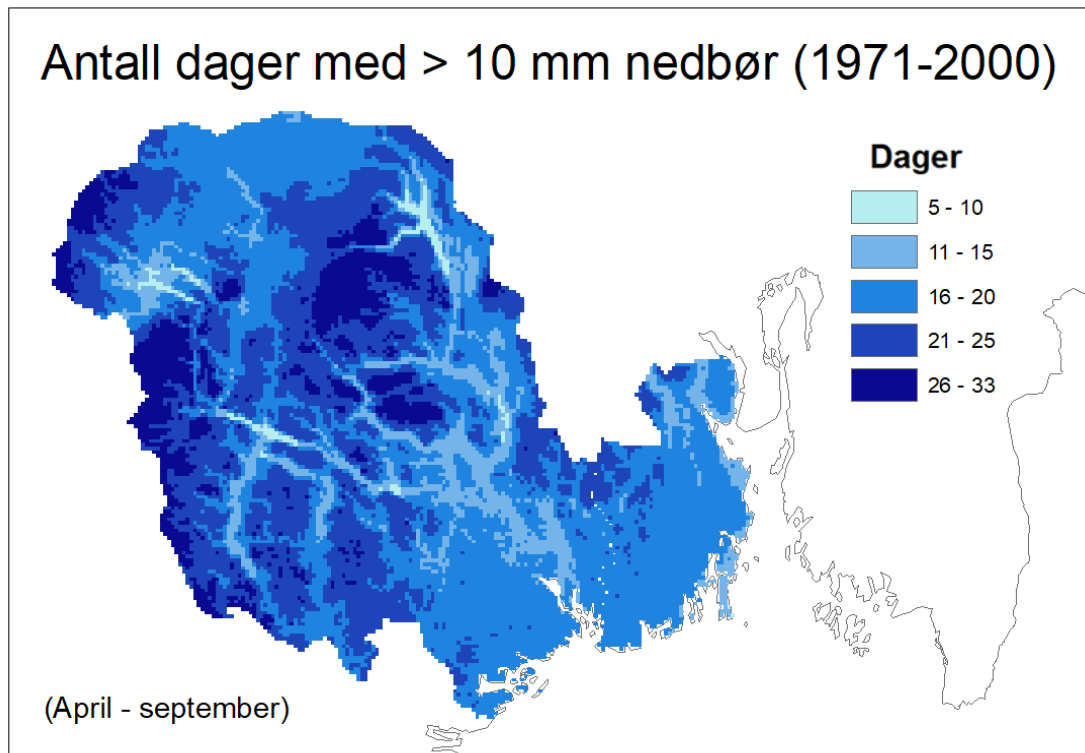 Antall dager med > 10 mm nedbør (1971-2000)
Dager
5 - 10
11 - 15
16 - 20
21 - 25
26 - 33
(April - september)